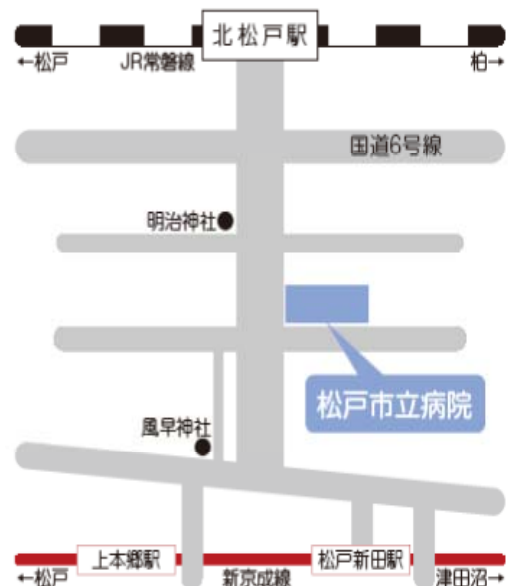 北松戸駅
←松戸
JR常磐線
柏→
国道6号線
明治神社
松戸市立病院
風早神社
上本郷駅
松戸新田駅
←松戸
新京成線
津田沼→